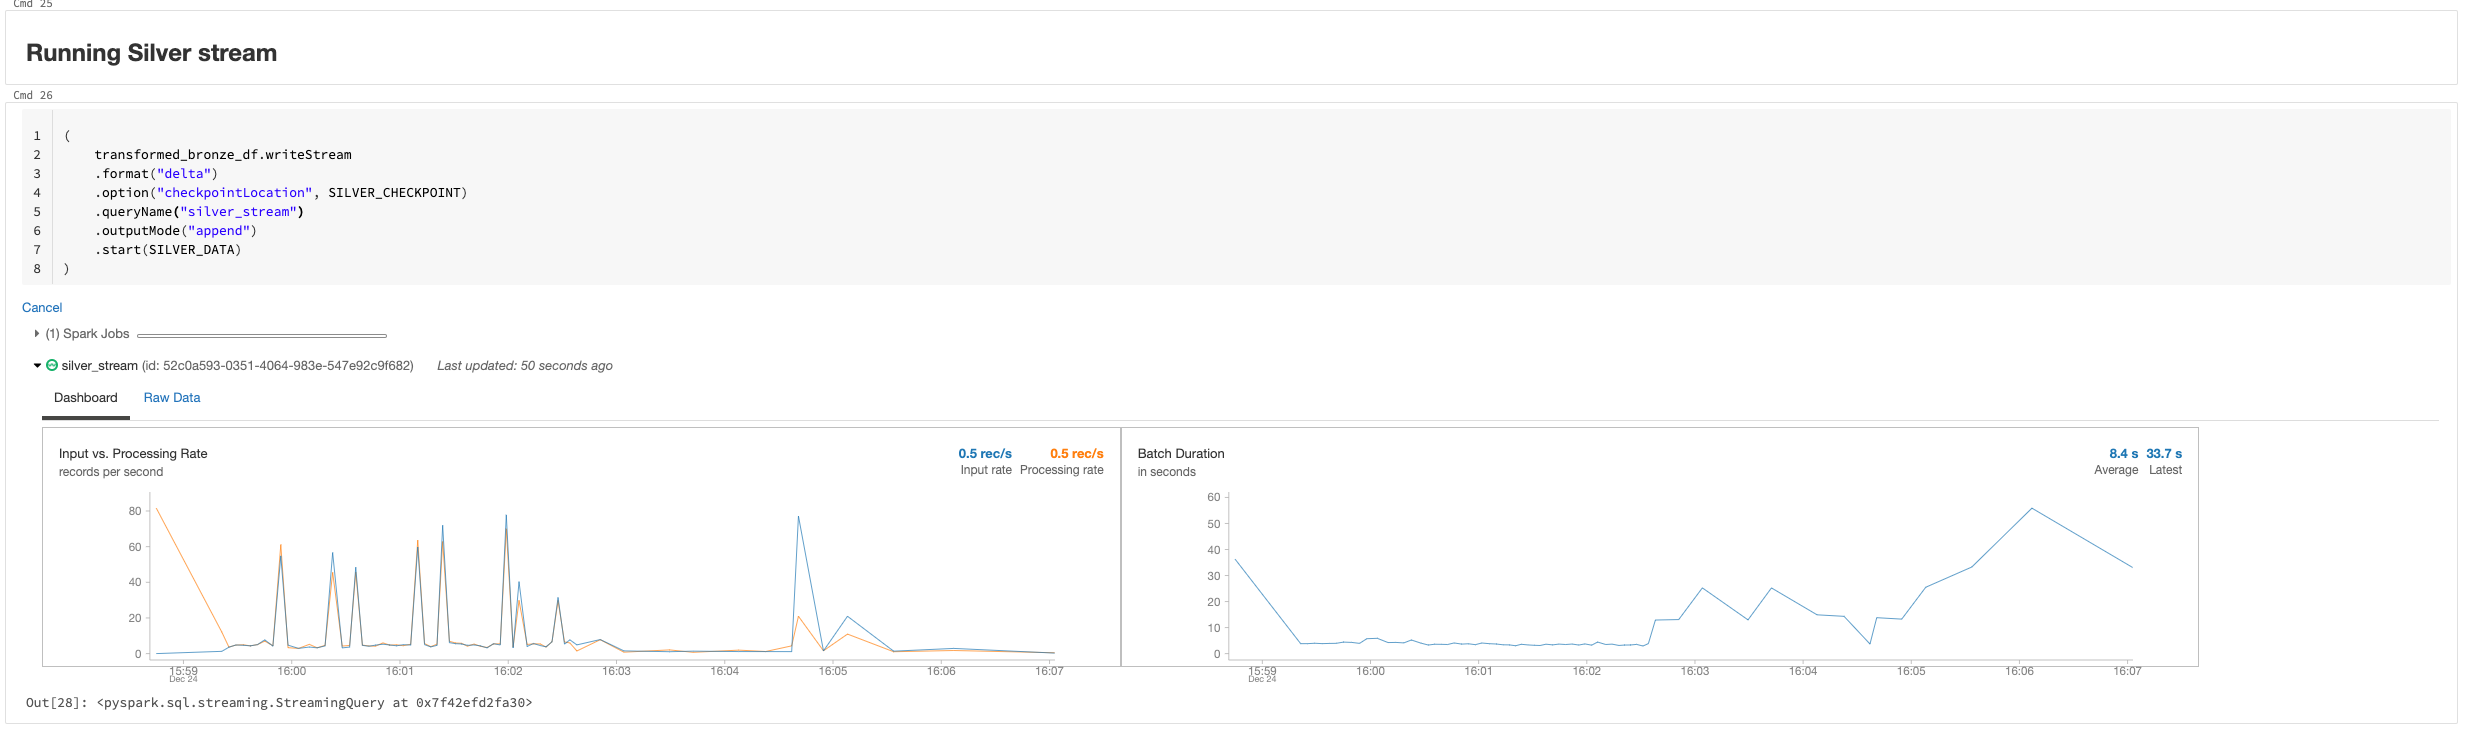 Cmd 25
Running Silver stream
Cmd 26
1 (
2 transformed_bronze_df.writeStream
3 .format("delta")
4 .option("checkpointLocation", SILVER_CHECKPOINT)
5 .queryName("silver_stream")
6 .outputMode("append")
7 .start(SILVER_DATA)
8 )
Cancel
(1) Spark Jobs
silver_stream (id: 52c0a593-0351-4064-983e-547e92c9f682) Last updated: 50 seconds ago
Dashboard Raw Data
Input vs. Processing Rate
records per second
0.5 rec/s 0.5 rec/s
Input rate Processing rate
80
60
40
20
0
15:59 16:00 16:01 16:02 16:03 16:04 16:05 16:06 16:07
Dec 24
Batch Duration
in seconds
8.4 s 33.7 s
Average Latest
60
50
40
30
20
10
0
15:59 16:00 16:01 16:02 16:03 16:04 16:05 16:06 16:07
Dec 24
Out[28]: <pyspark.sql.streaming.StreamingQuery at 0x7f42efd2fa30>